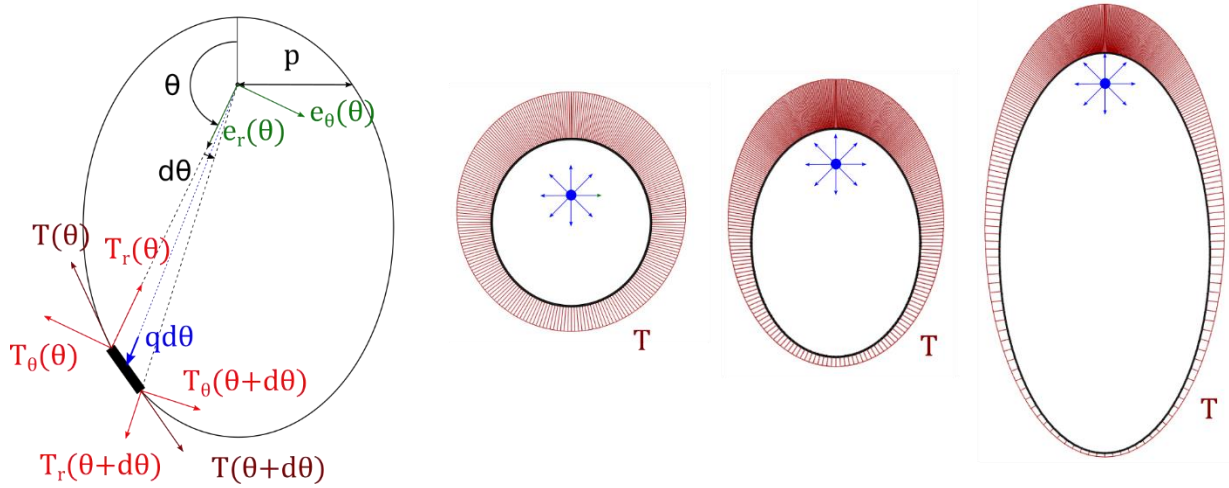 p
θ
e_θ(θ)
e_r(θ)
dθ
T(θ)
T_r(θ)
qdθ
T_θ(θ)
T_θ(θ+dθ)
T_r(θ+dθ)
T(θ+dθ)
T
T
T